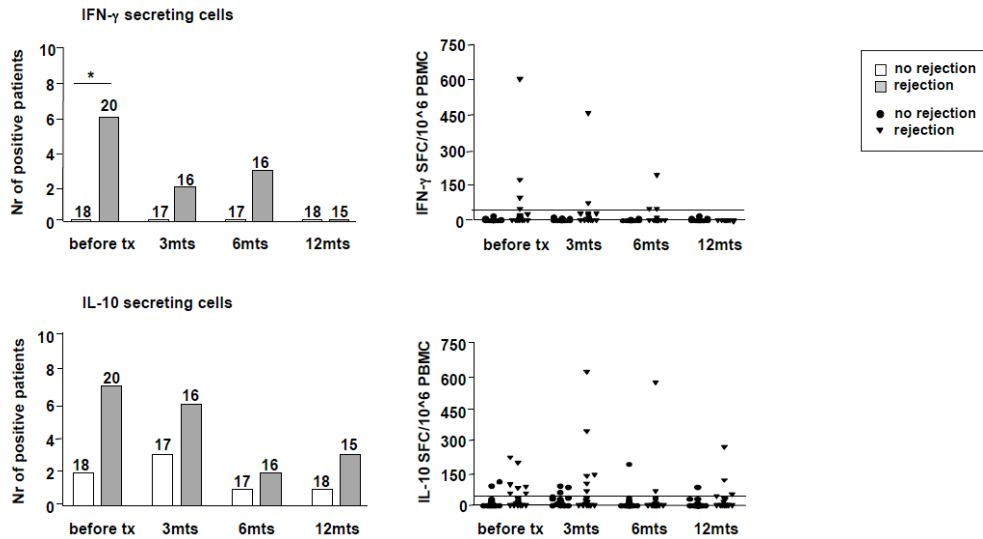 IFN-γ secreting cells
Nr of positive patients
10
8
6
4
2
0
*
18
20
17
16
17
16
18
15
before tx
3mts
6mts
12mts
IFN-γ SFC/10^6 PBMC
750
600
450
300
150
0
before tx
3mts
6mts
12mts
no rejection
rejection
no rejection
rejection
IL-10 secreting cells
Nr of positive patients
10
8
6
4
2
0
18
20
17
16
17
16
18
15
before tx
3mts
6mts
12mts
IL-10 SFC/10^6 PBMC
750
600
450
300
150
0
before tx
3mts
6mts
12mts